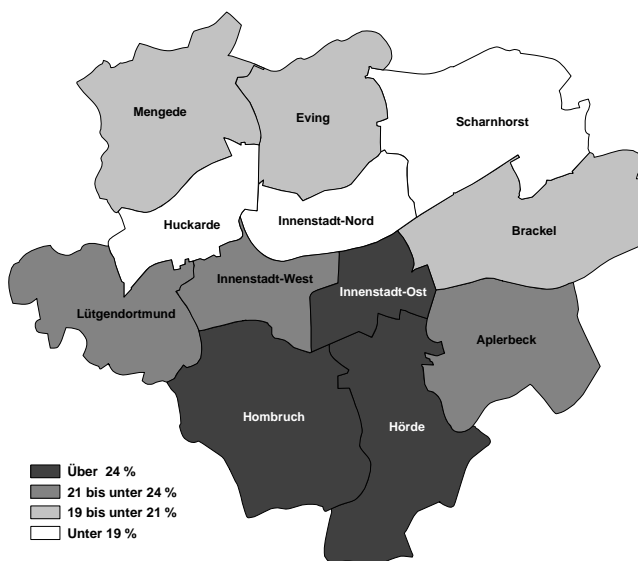 Mengede
Eving
Scharnhorst
Huckarde
Innenstadt-Nord
Brackel
Innenstadt-West
Innenstadt-Ost
Lütgendortmund
Aplerbeck
Hombruch
Hörde
Über 24 %
21 bis unter 24 %
19 bis unter 21 %
Unter 19 %